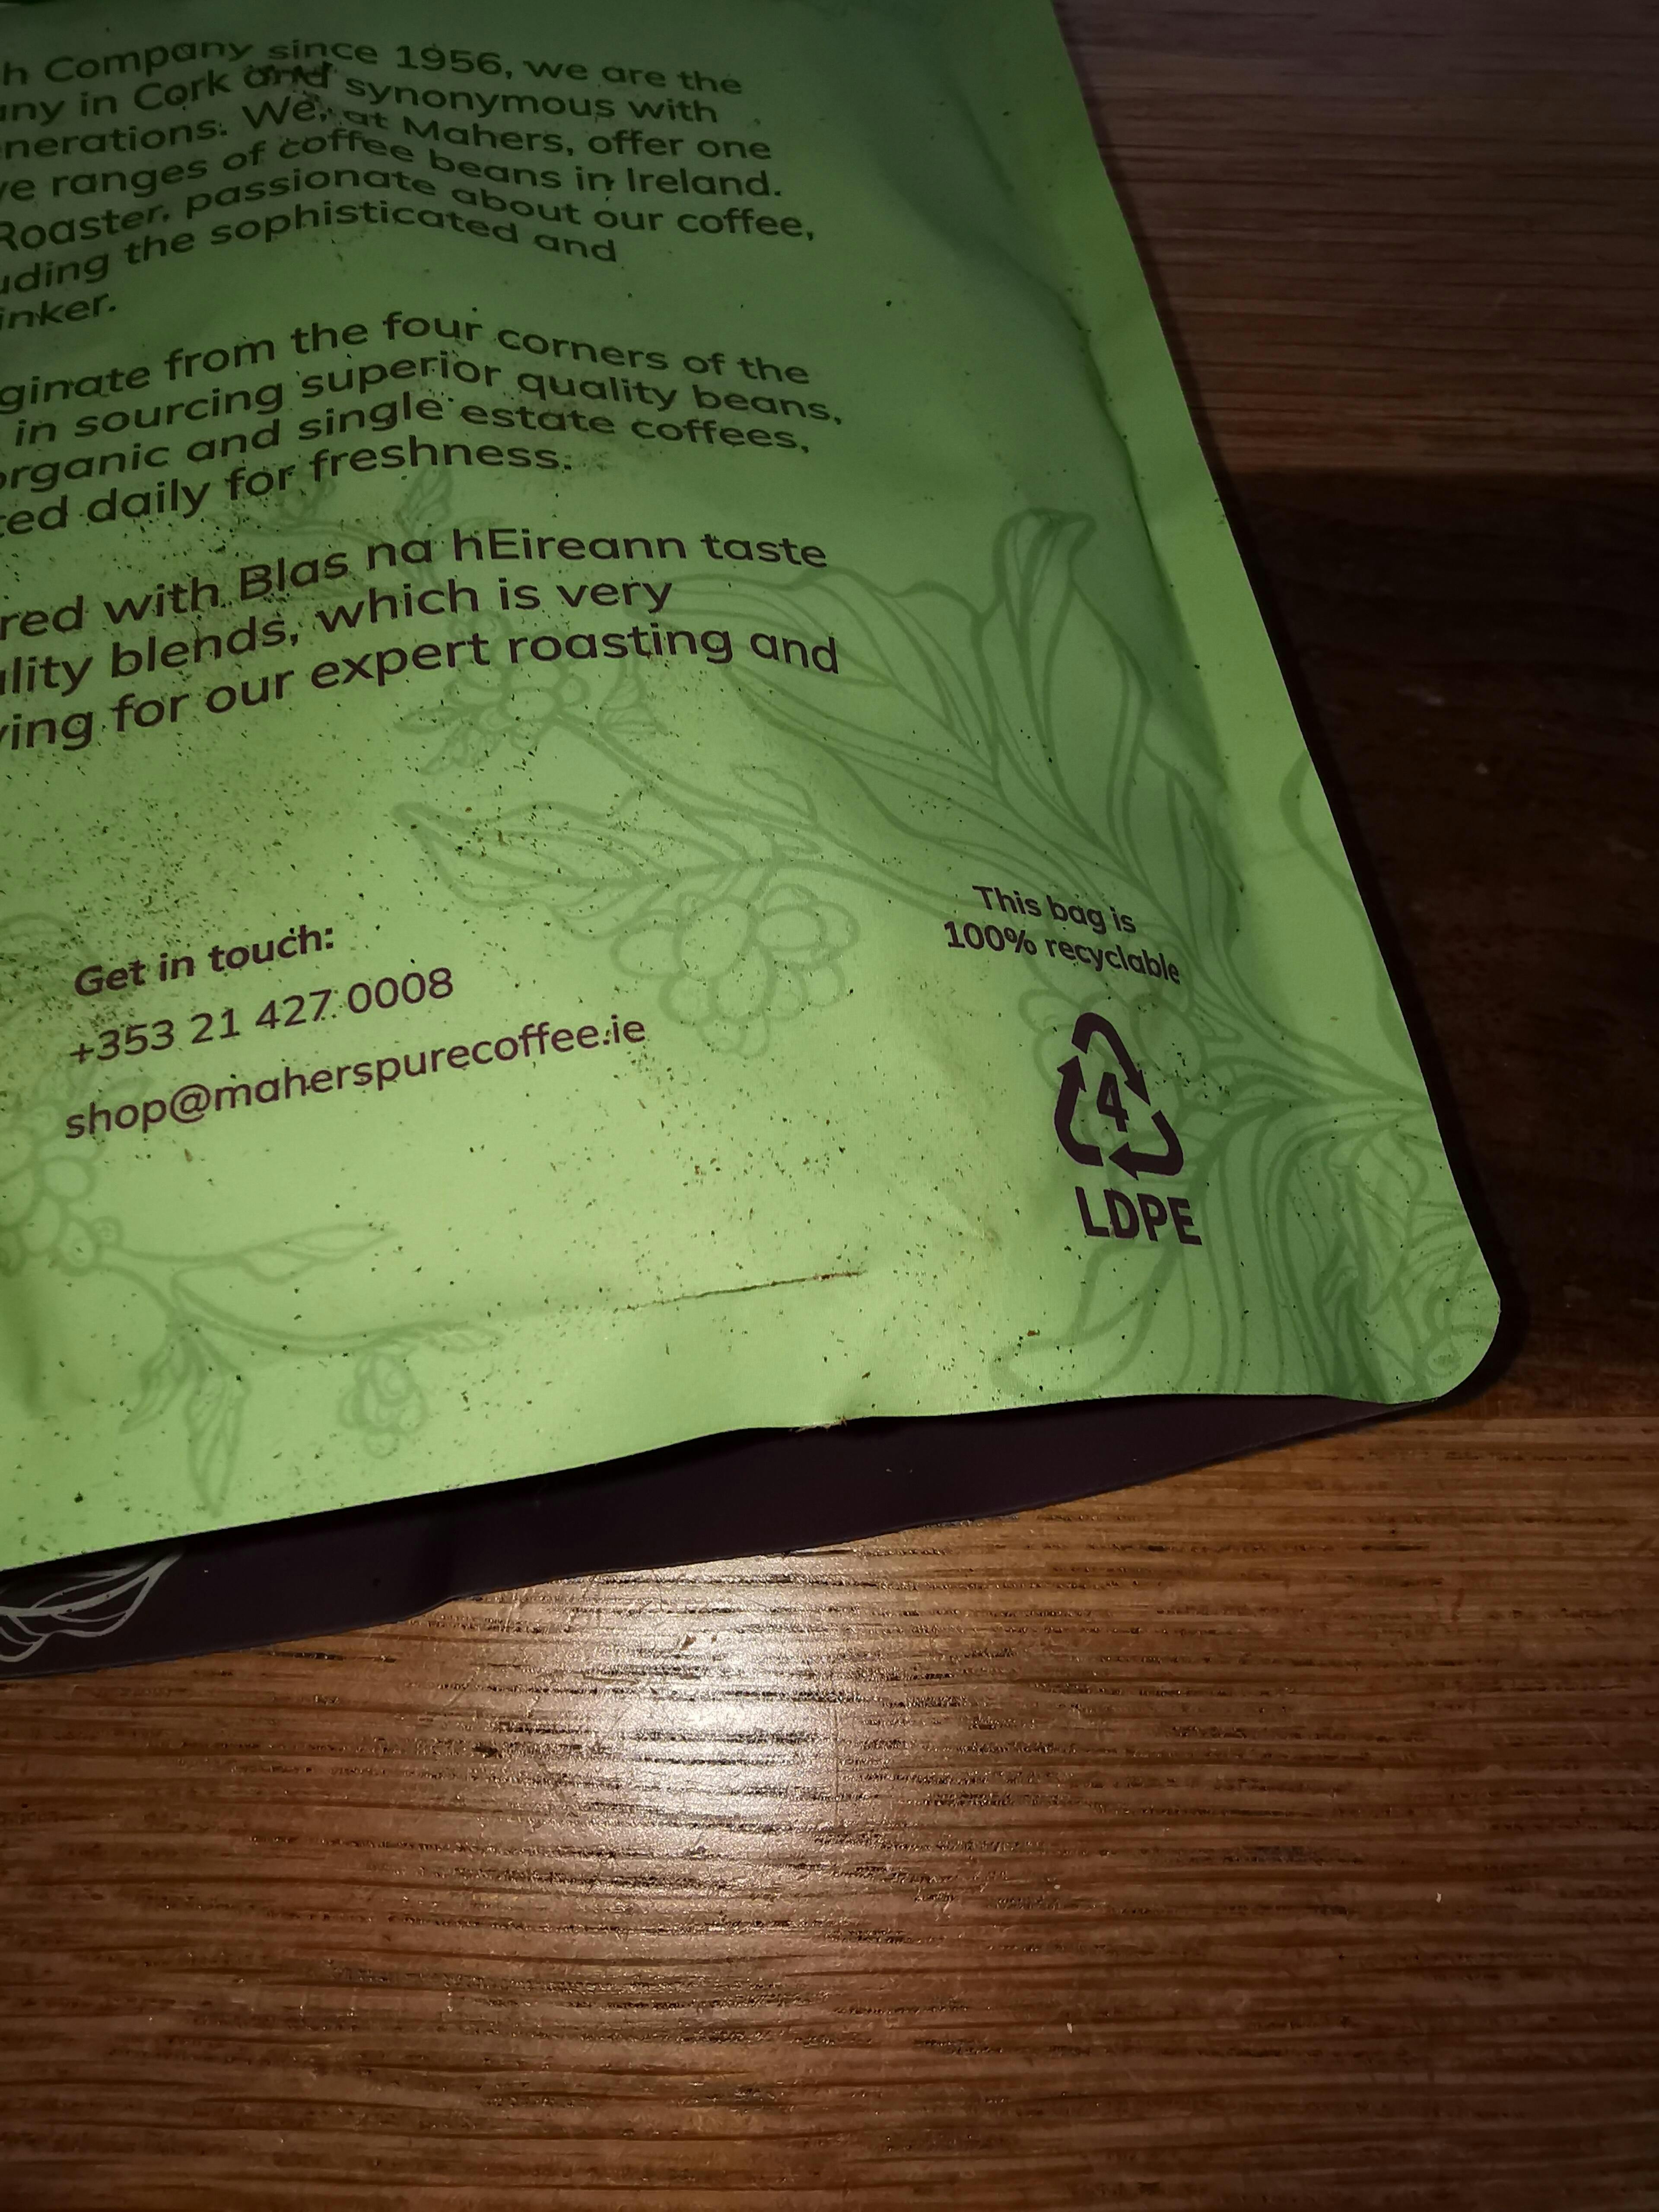 h Company since 1956, we are the
any in Cork and synonymous with
nerations. We, at Mahers, offer one
ve ranges of coffee beans in Ireland.
Roaster, passionate about our coffee,
uding the sophisticated and
inker.
ginate from the four corners of the
in sourcing superior quality beans,
organic and single estate coffees,
ted daily for freshness.
red with Blas na hEireann taste
ality blends, which is very
ying for our expert roasting and
Get in touch:
+353 21 427 0008
shop@maherspurecoffee.ie
This bag is
100% recyclable
4
LDPE